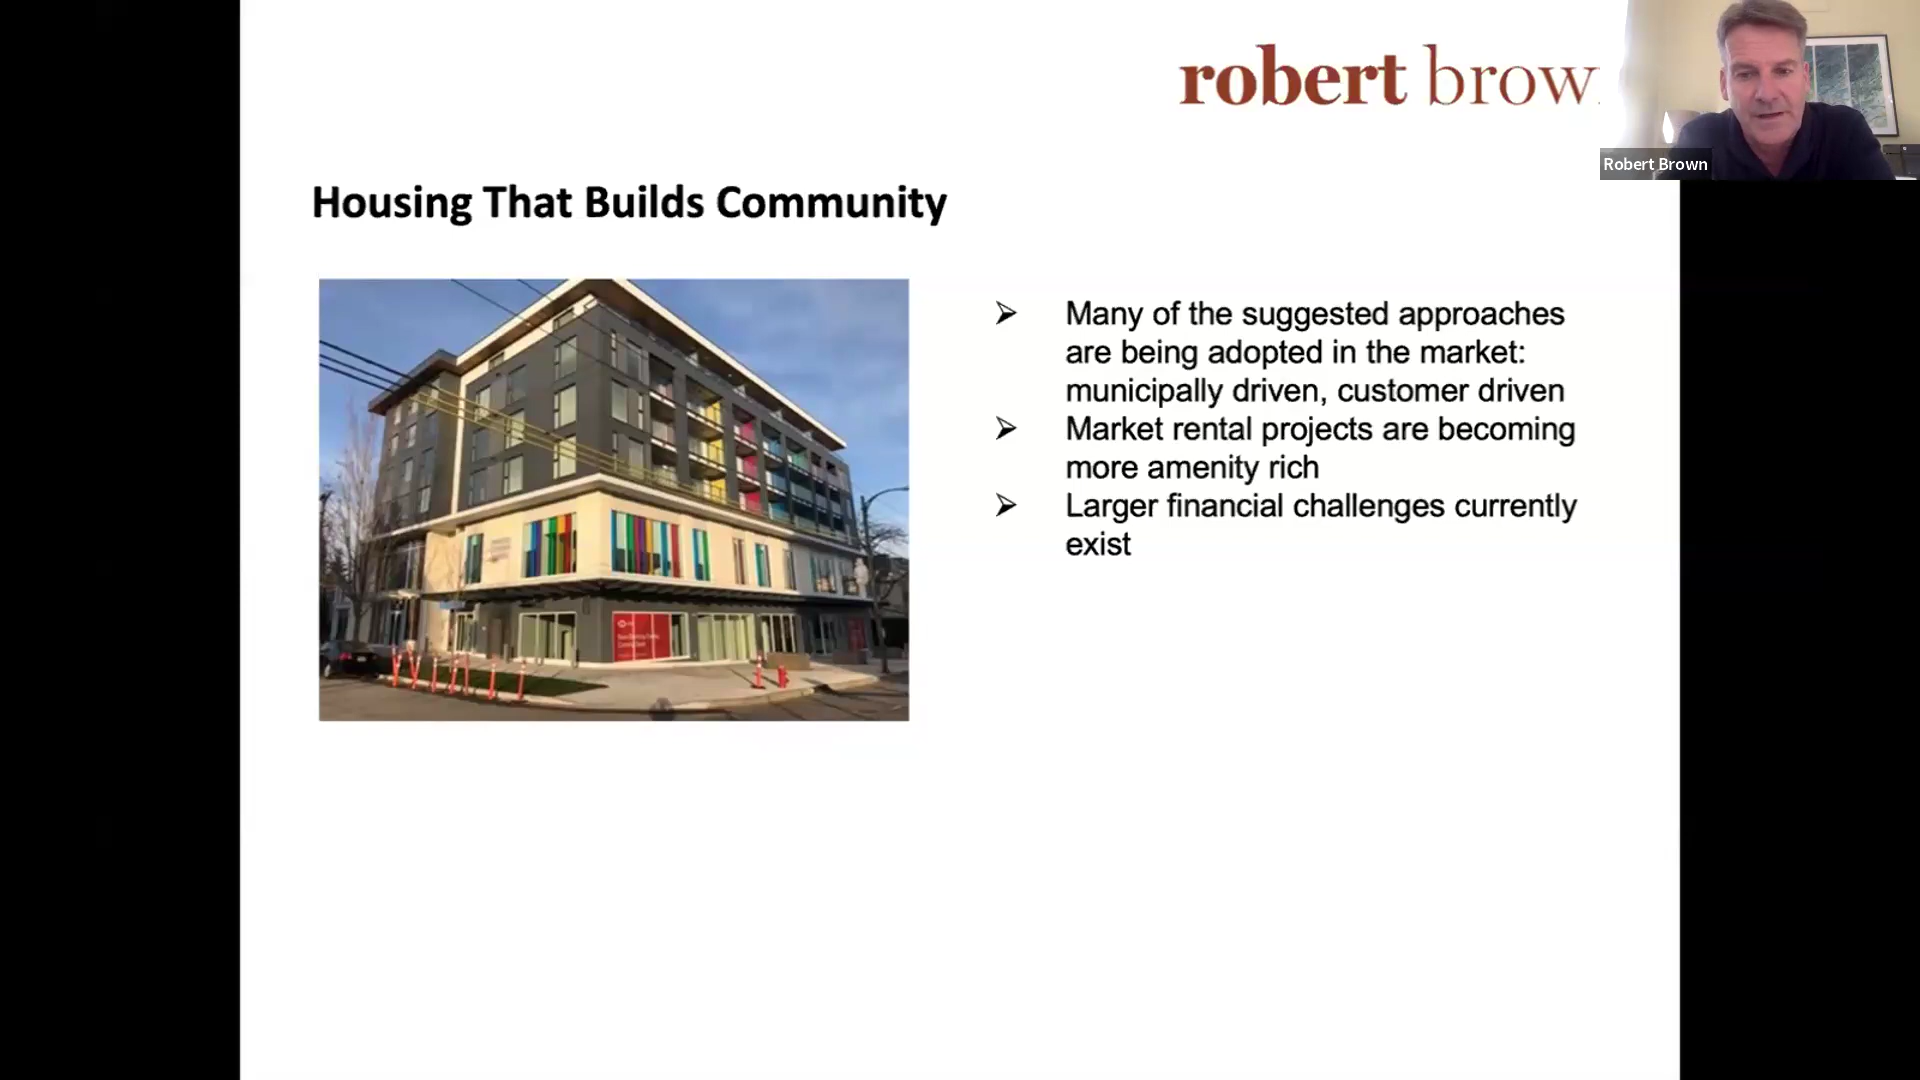 robert brow
Robert Brown
Housing That Builds Community
➢ Many of the suggested approaches
are being adopted in the market:
municipally driven, customer driven
➢ Market rental projects are becoming
more amenity rich
➢ Larger financial challenges currently
exist